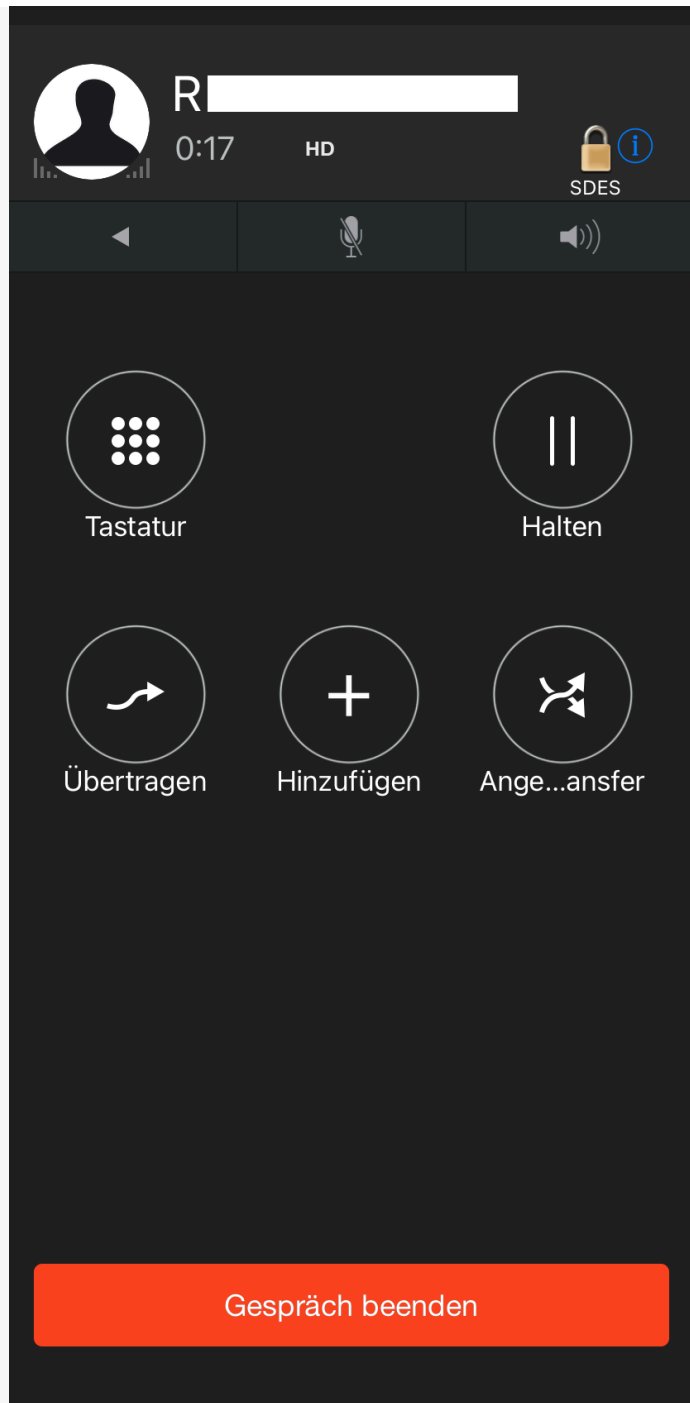 R
0:17 HD
SDES
Tastatur Halten
Übertragen Hinzufügen Ange...ansfer
Gespräch beenden